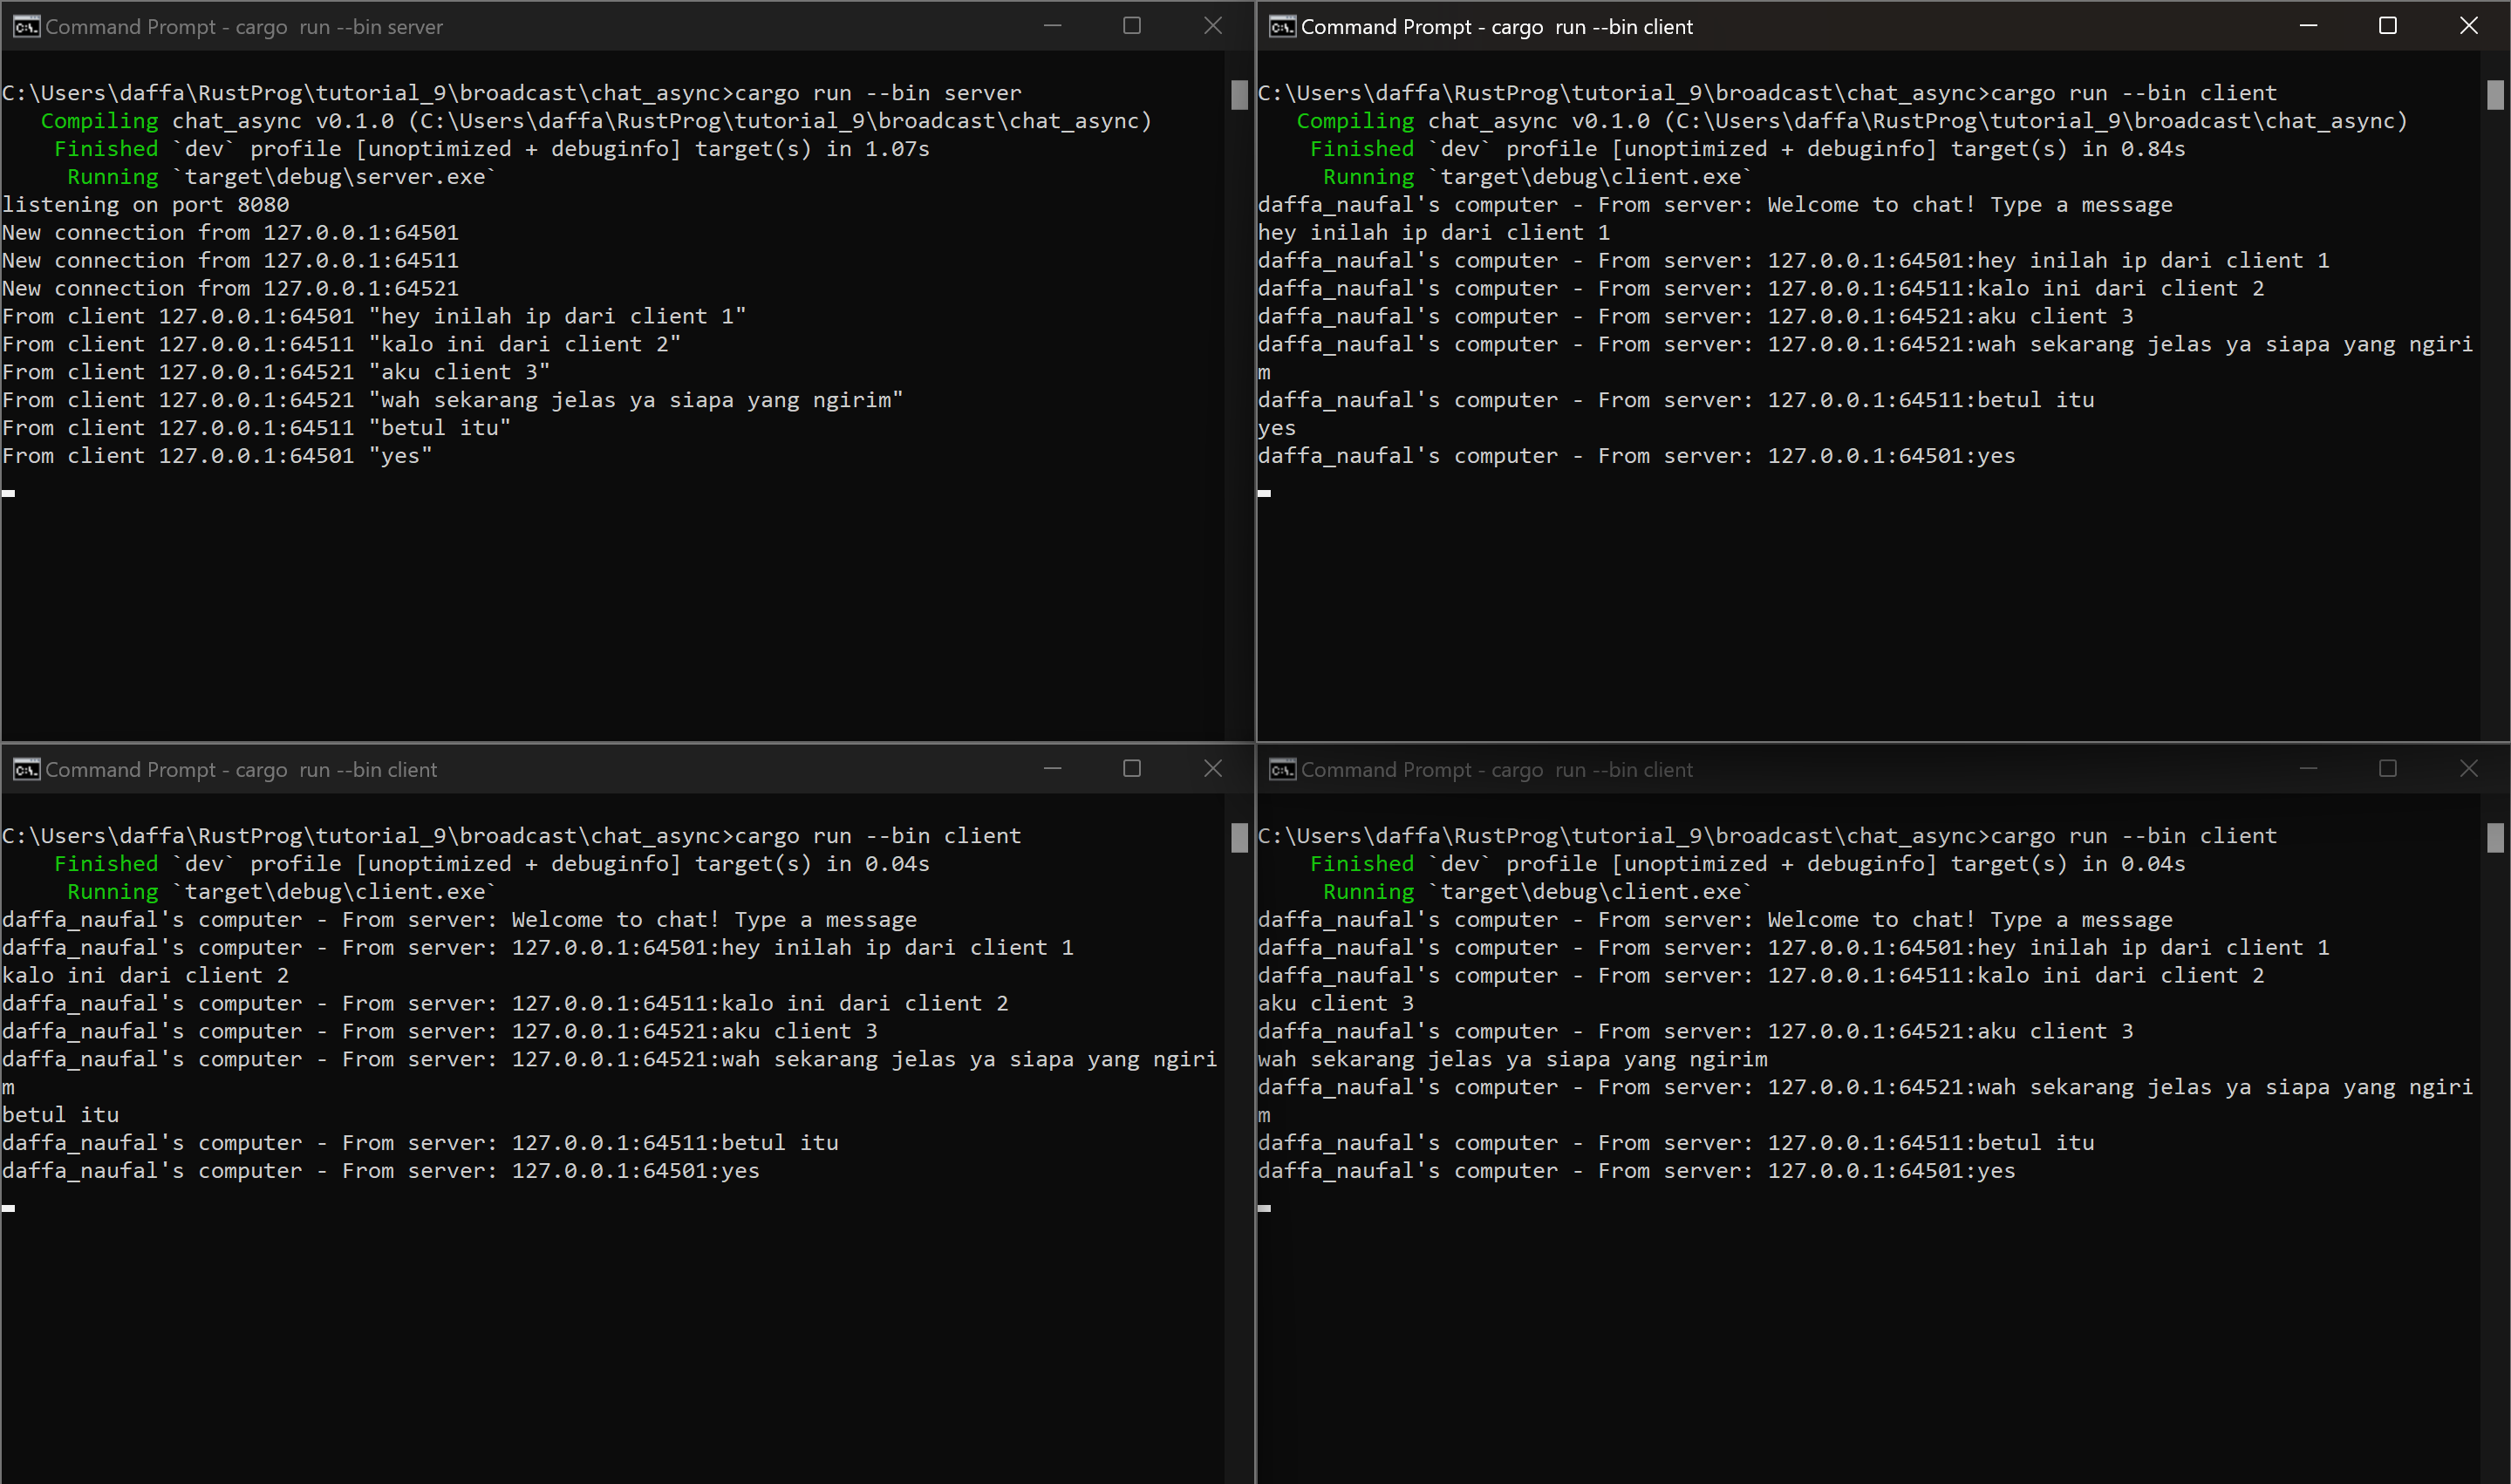 Command Prompt - cargo  run --bin server
C:\Users\daffa\RustProg\tutorial_9\broadcast\chat_async>cargo run --bin server
   Compiling chat_async v0.1.0 (C:\Users\daffa\RustProg\tutorial_9\broadcast\chat_async)
    Finished `dev` profile [unoptimized + debuginfo] target(s) in 1.07s
     Running `target\debug\server.exe`
listening on port 8080
New connection from 127.0.0.1:64501
New connection from 127.0.0.1:64511
New connection from 127.0.0.1:64521
From client 127.0.0.1:64501 "hey inilah ip dari client 1"
From client 127.0.0.1:64511 "kalo ini dari client 2"
From client 127.0.0.1:64521 "aku client 3"
From client 127.0.0.1:64521 "wah sekarang jelas ya siapa yang ngirim"
From client 127.0.0.1:64511 "betul itu"
From client 127.0.0.1:64501 "yes"
Command Prompt - cargo  run --bin client
C:\Users\daffa\RustProg\tutorial_9\broadcast\chat_async>cargo run --bin client
   Compiling chat_async v0.1.0 (C:\Users\daffa\RustProg\tutorial_9\broadcast\chat_async)
    Finished `dev` profile [unoptimized + debuginfo] target(s) in 0.84s
     Running `target\debug\client.exe`
daffa_naufal's computer - From server: Welcome to chat! Type a message
hey inilah ip dari client 1
daffa_naufal's computer - From server: 127.0.0.1:64501:hey inilah ip dari client 1
daffa_naufal's computer - From server: 127.0.0.1:64511:kalo ini dari client 2
daffa_naufal's computer - From server: 127.0.0.1:64521:aku client 3
daffa_naufal's computer - From server: 127.0.0.1:64521:wah sekarang jelas ya siapa yang ngiri
m
daffa_naufal's computer - From server: 127.0.0.1:64511:betul itu
yes
daffa_naufal's computer - From server: 127.0.0.1:64501:yes
Command Prompt - cargo  run --bin client
C:\Users\daffa\RustProg\tutorial_9\broadcast\chat_async>cargo run --bin client
    Finished `dev` profile [unoptimized + debuginfo] target(s) in 0.04s
     Running `target\debug\client.exe`
daffa_naufal's computer - From server: Welcome to chat! Type a message
daffa_naufal's computer - From server: 127.0.0.1:64501:hey inilah ip dari client 1
kalo ini dari client 2
daffa_naufal's computer - From server: 127.0.0.1:64511:kalo ini dari client 2
daffa_naufal's computer - From server: 127.0.0.1:64521:aku client 3
daffa_naufal's computer - From server: 127.0.0.1:64521:wah sekarang jelas ya siapa yang ngiri
m
betul itu
daffa_naufal's computer - From server: 127.0.0.1:64511:betul itu
daffa_naufal's computer - From server: 127.0.0.1:64501:yes
Command Prompt - cargo  run --bin client
C:\Users\daffa\RustProg\tutorial_9\broadcast\chat_async>cargo run --bin client
    Finished `dev` profile [unoptimized + debuginfo] target(s) in 0.04s
     Running `target\debug\client.exe`
daffa_naufal's computer - From server: Welcome to chat! Type a message
daffa_naufal's computer - From server: 127.0.0.1:64501:hey inilah ip dari client 1
daffa_naufal's computer - From server: 127.0.0.1:64511:kalo ini dari client 2
aku client 3
daffa_naufal's computer - From server: 127.0.0.1:64521:aku client 3
wah sekarang jelas ya siapa yang ngirim
daffa_naufal's computer - From server: 127.0.0.1:64521:wah sekarang jelas ya siapa yang ngiri
m
daffa_naufal's computer - From server: 127.0.0.1:64511:betul itu
daffa_naufal's computer - From server: 127.0.0.1:64501:yes